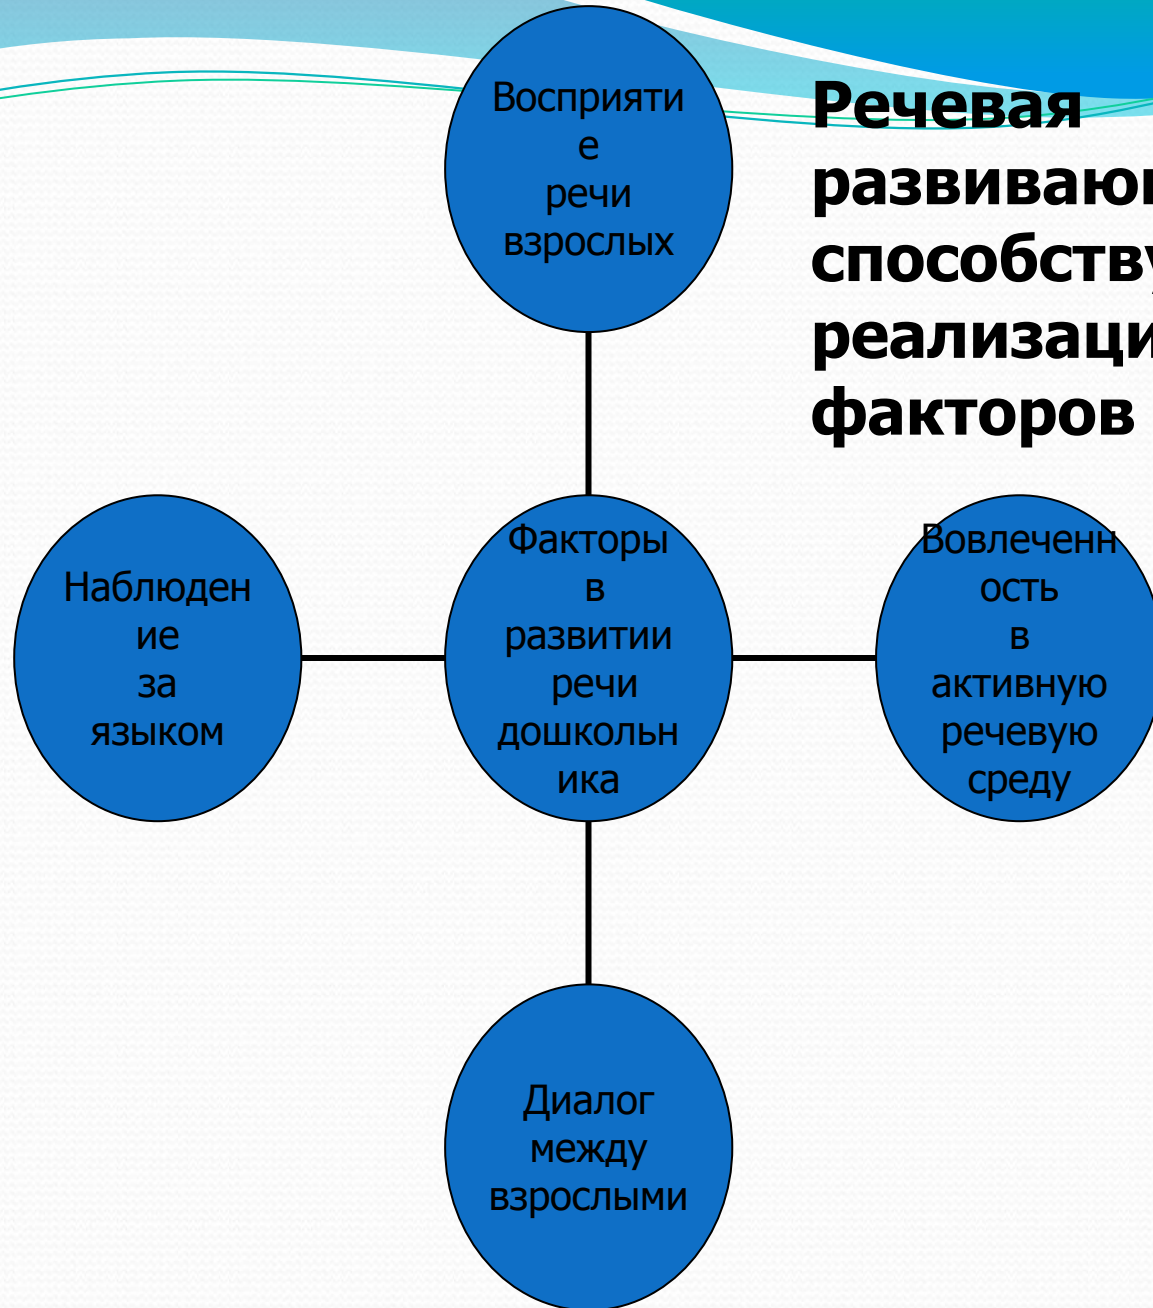 Восприяти
е
речи
взрослых
Речевая
развиваю
способству
реализаци
факторов
Наблюден
ие
за
языком
Факторы
в
развитии
речи
дошкольн
ика
Вовлеченн
ость
в
активную
речевую
среду
Диалог
между
взрослыми